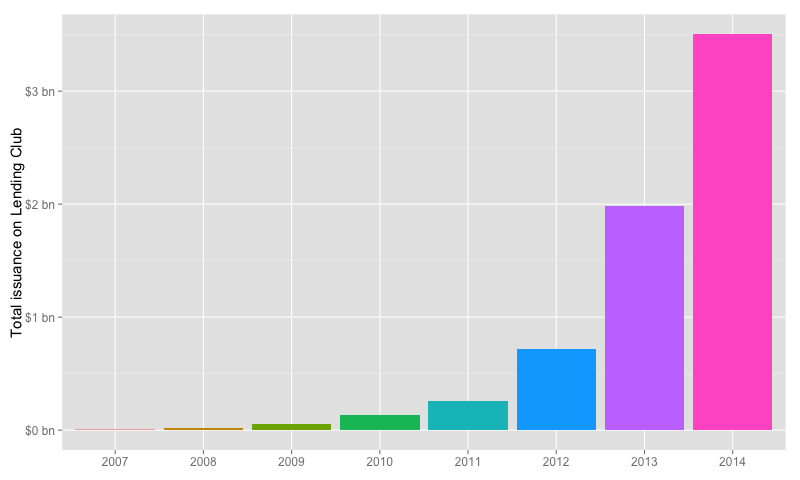 Total issuance on Lending Club
$3 bn
$2 bn
$1 bn
$0 bn
2007 2008 2009 2010 2011 2012 2013 2014